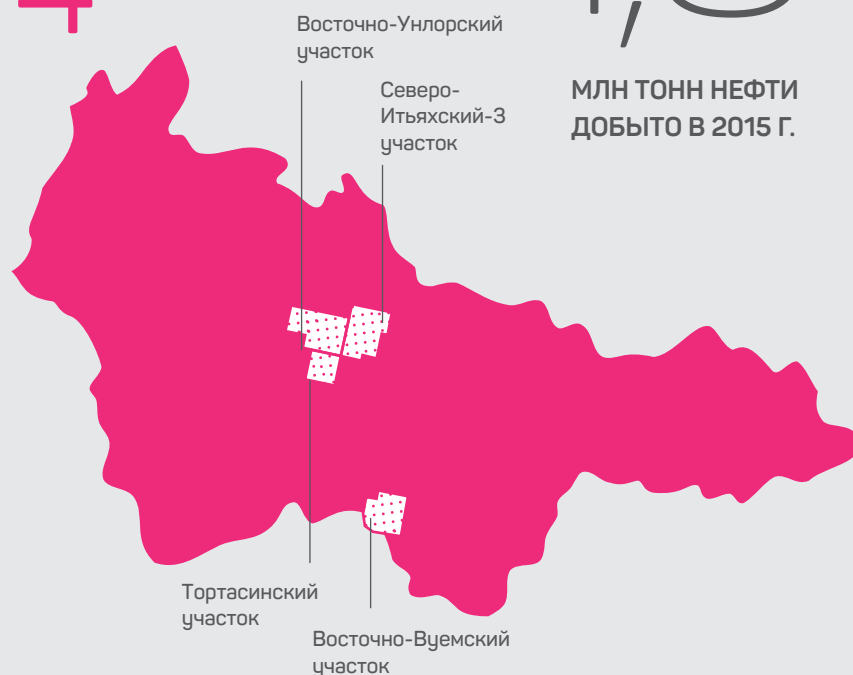 Восточно-Унлорский
участок
Северо-
Итьяхский-3
участок
МЛН ТОНН НЕФТИ
ДОБЫТО В 2015 Г.
Тортасинский
участок
Восточно-Вуемский
участок